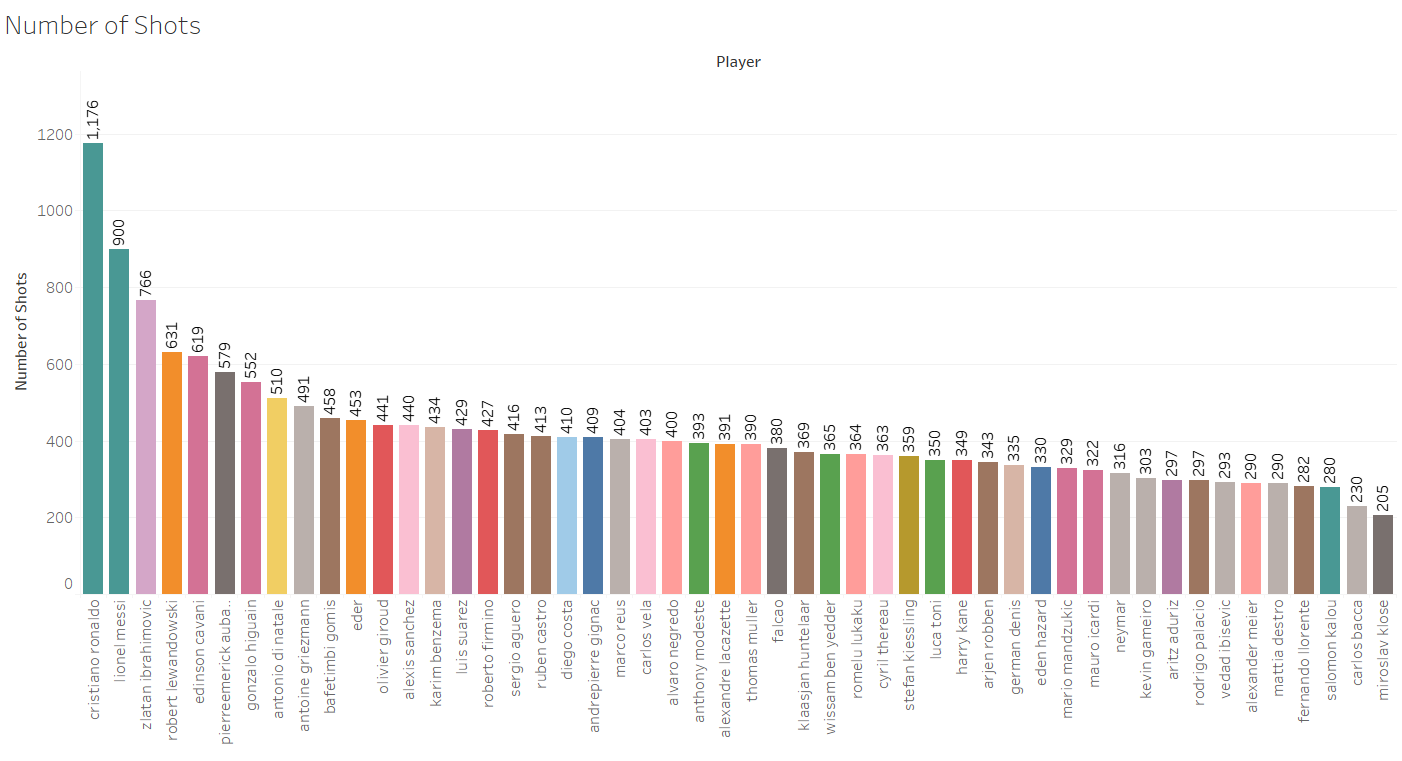 Number of Shots
Player
Number of Shots
1200
1000
800
600
400
200
0
1,176
900
766
631
619
579
552
510
491
458
453
441
440
434
429
427
416
413
410
409
404
403
400
393
391
390
380
369
365
364
363
359
350
349
343
335
330
329
322
316
303
297
297
293
290
290
282
280
230
205
cristiano ronaldo
lionel messi
zlatan ibrahimovic
robert lewandowski
edinson cavani
pierreemerick auba..
gonzalo higuain
antonio di natale
antoine griezmann
bafetimbi gomis
eder
olivier giroud
alexis sanchez
karim benzema
luis suarez
roberto firmino
sergio aguero
ruben castro
diego costa
andrepierre gignac
marco reus
carlos vela
alvaro negredo
anthony modeste
alexandre lacazette
thomas muller
falcao
klaasjan huntelaar
wissam ben yedder
romelu lukaku
cyril thereau
stefan kiessling
luca toni
harry kane
arjen robben
german denis
eden hazard
mario mandzukic
mauro icardi
neymar
kevin gameiro
aritz aduriz
rodrigo palacio
vedad ibisevic
alexander meier
mattia destro
fernando llorente
salomon kalou
carlos bacca
miroslav klose